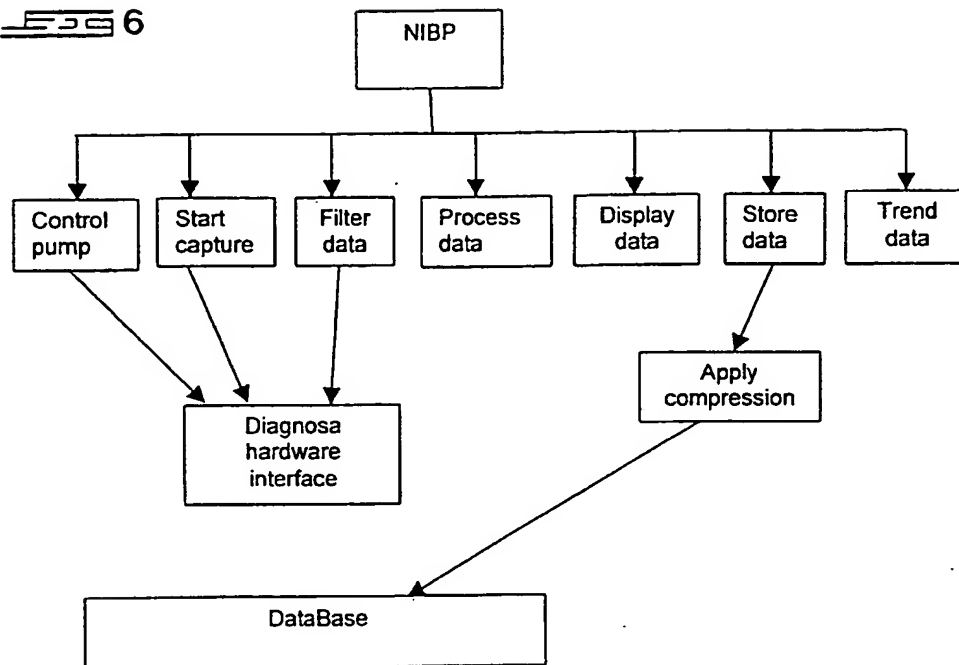 6
NIBP
Control
pump
Start
capture
Filter
data
Process
data
Display
data
Store
data
Trend
data
Diagnosa
hardware
interface
Apply
compression
DataBase